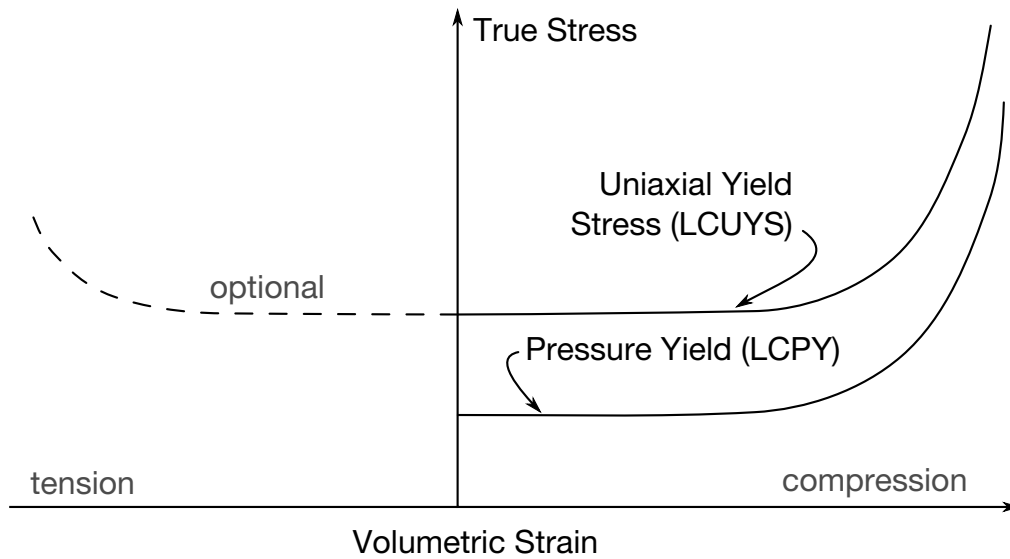 True Stress
Uniaxial Yield
Stress (LCUYS)
optional
Pressure Yield (LCPY)
tension
compression
Volumetric Strain